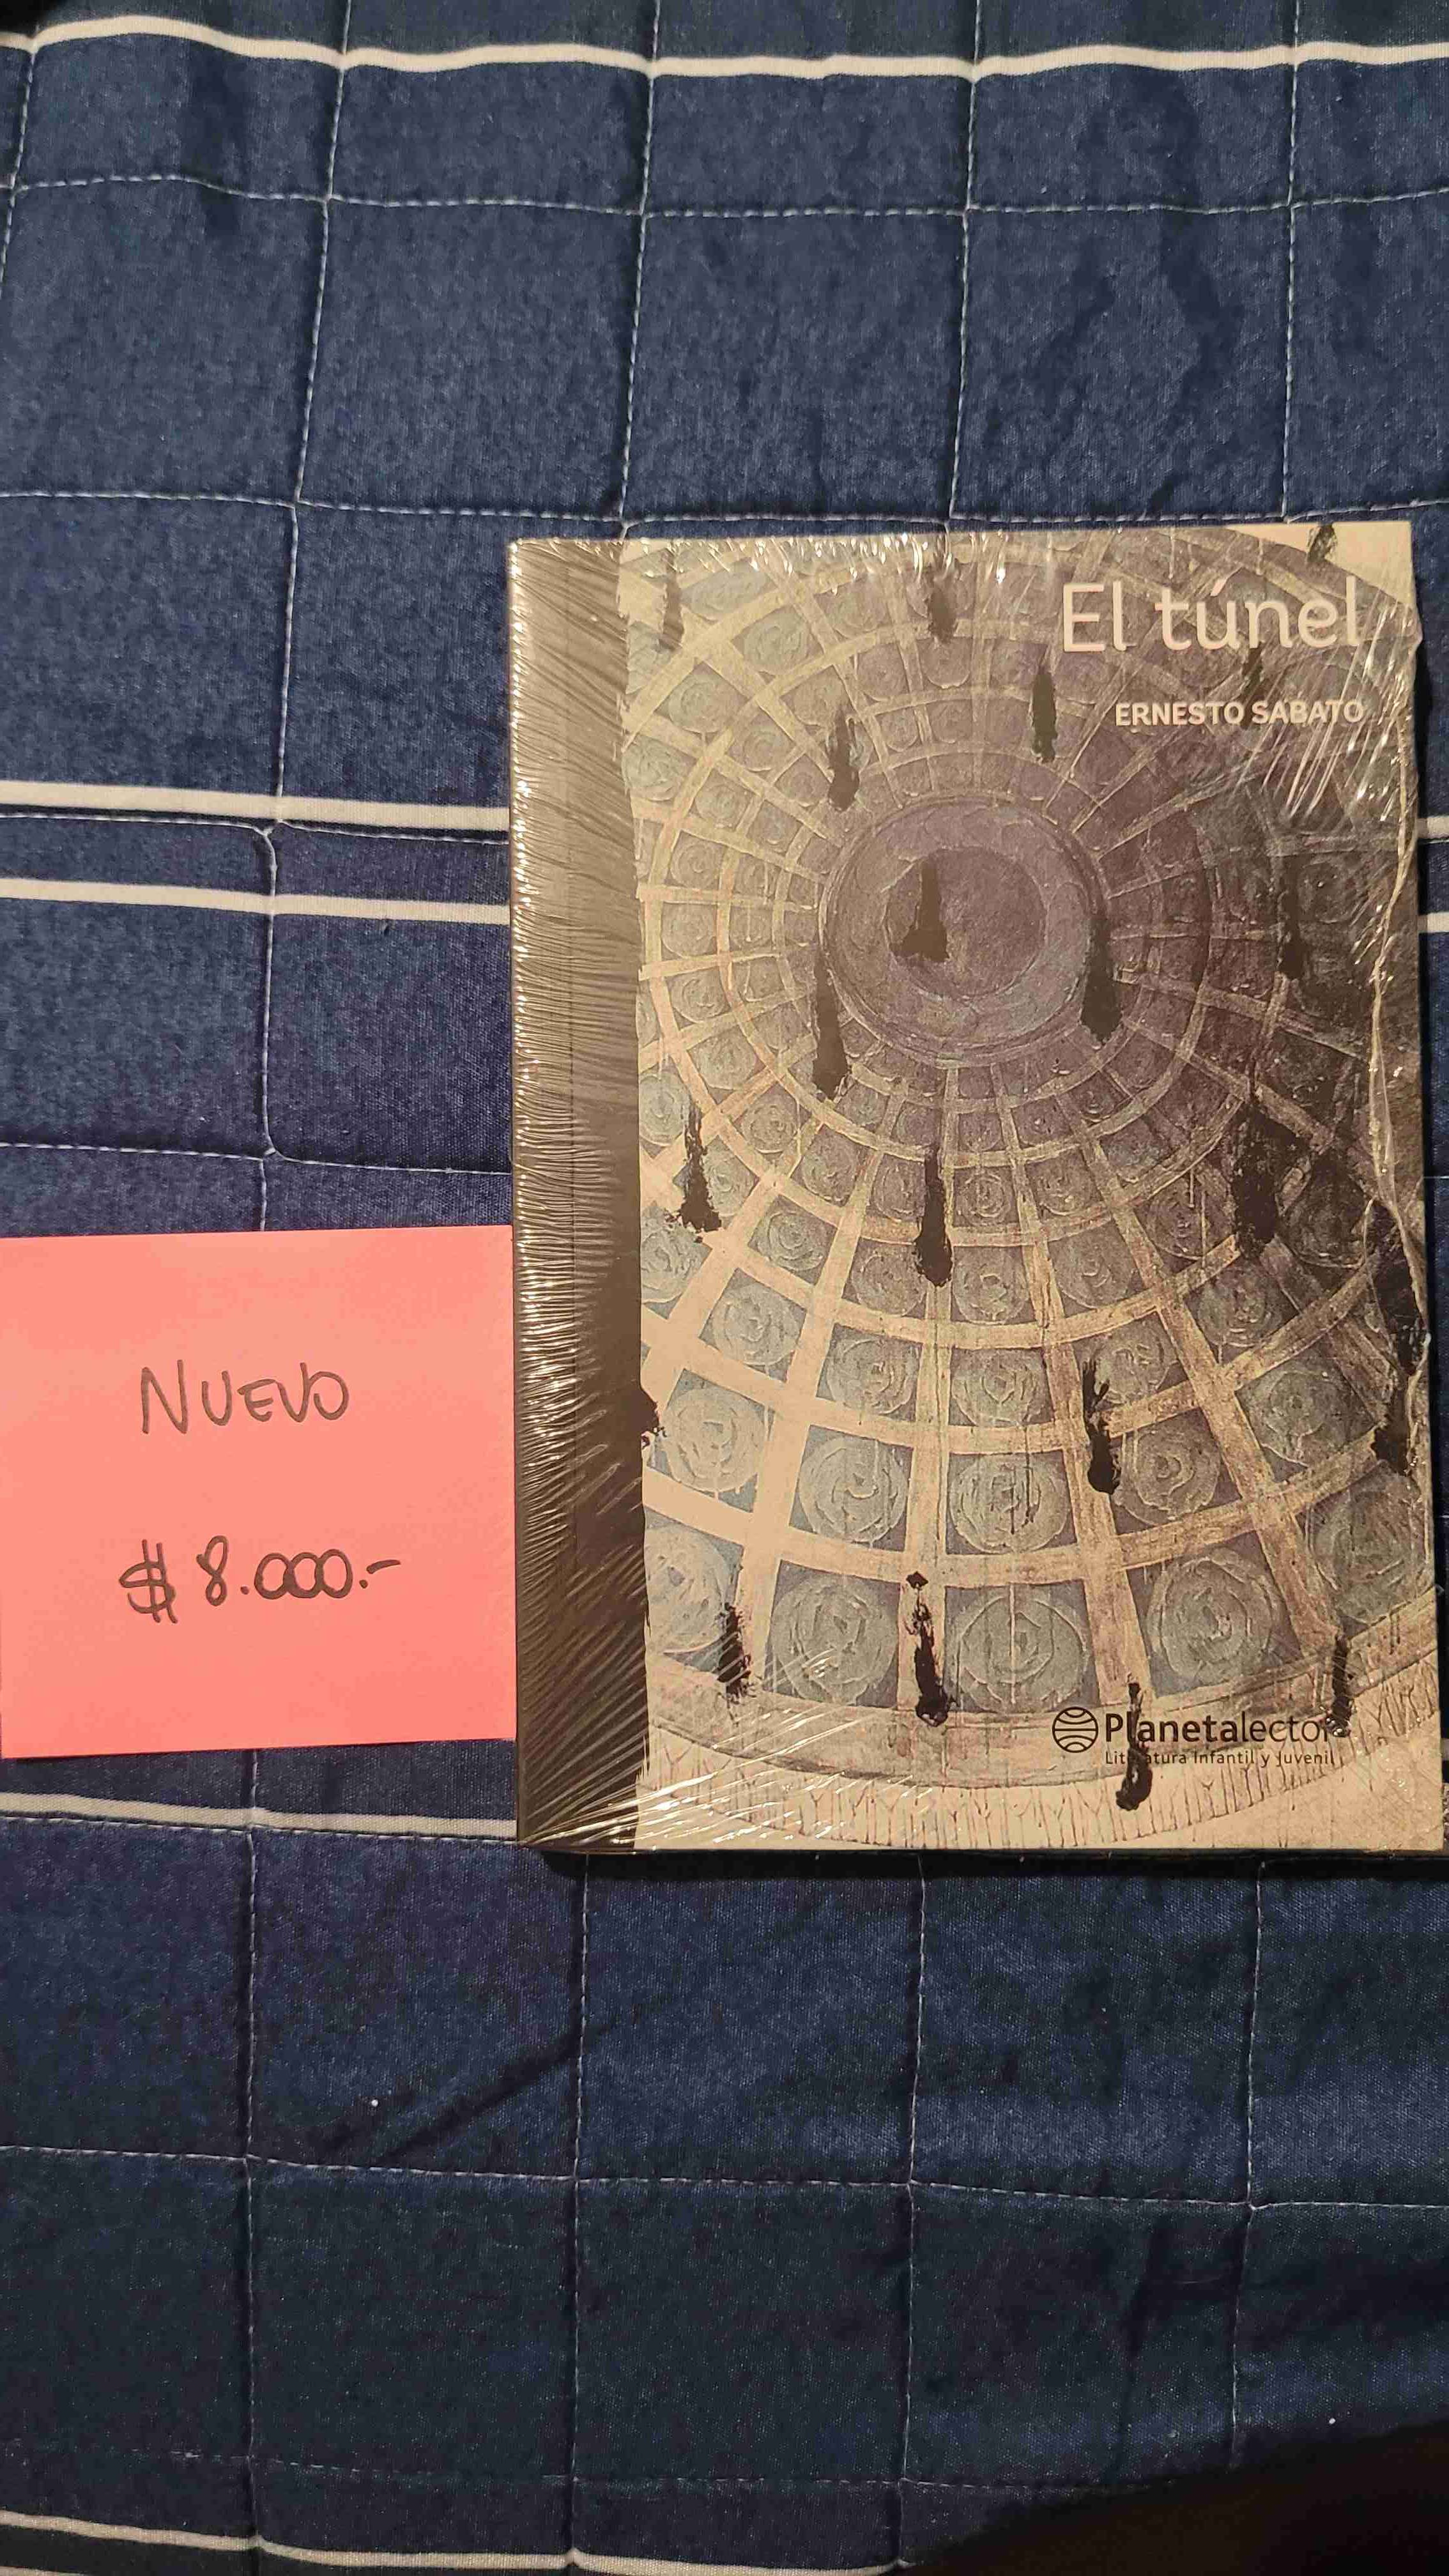 El túnel
ERNESTO SABATO
NUEVO
$ 8.000.-
Planetalector
Literatura Infantil y Juvenil